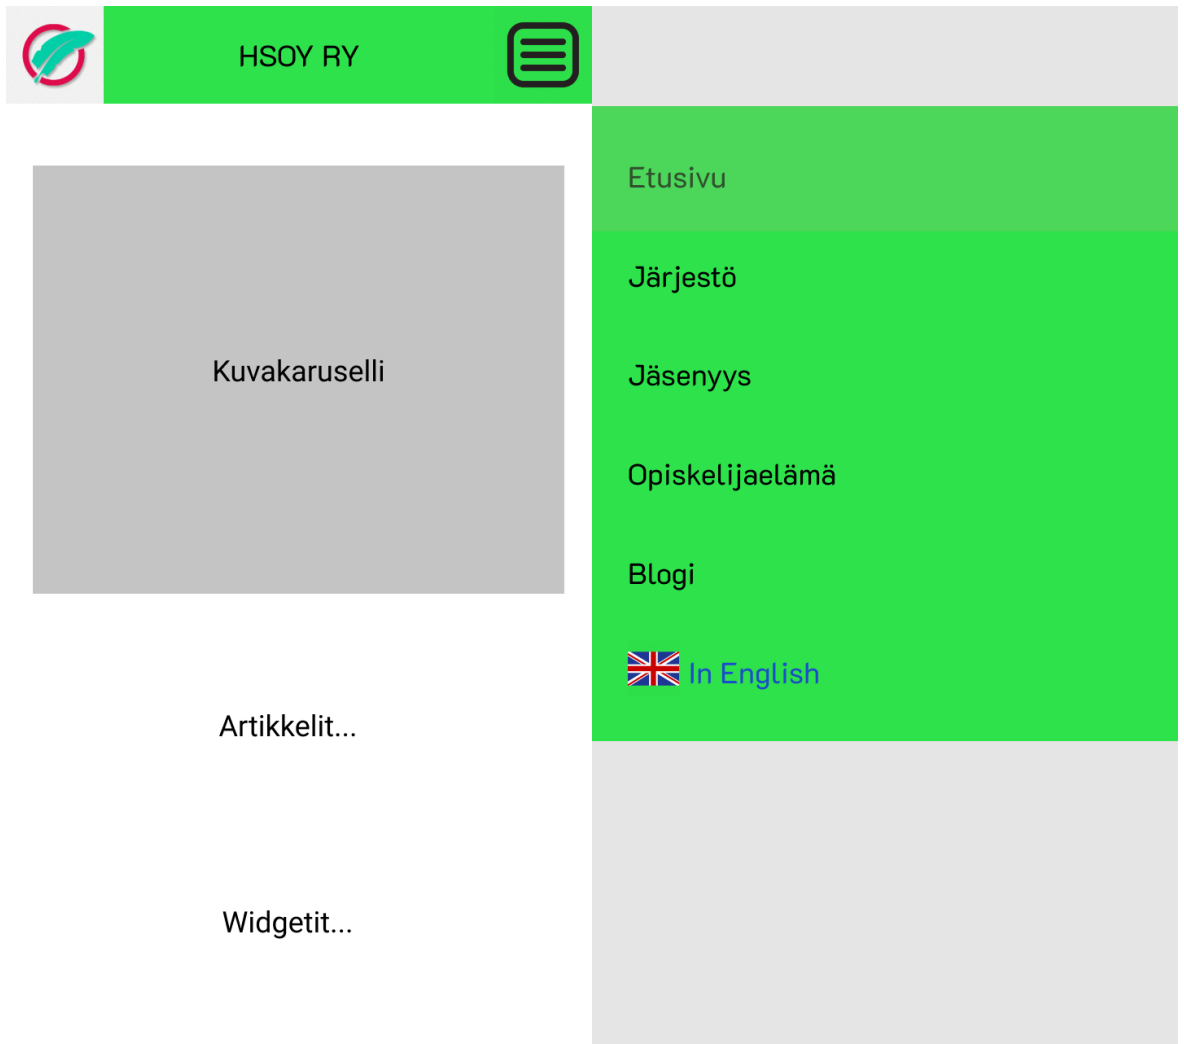 HSOY RY
Kuvakaruselli
Artikkelit...
Widgetit...
Etusivu
Järjestö
Jäsenyys
Opiskelijaelämä
Blogi
In English